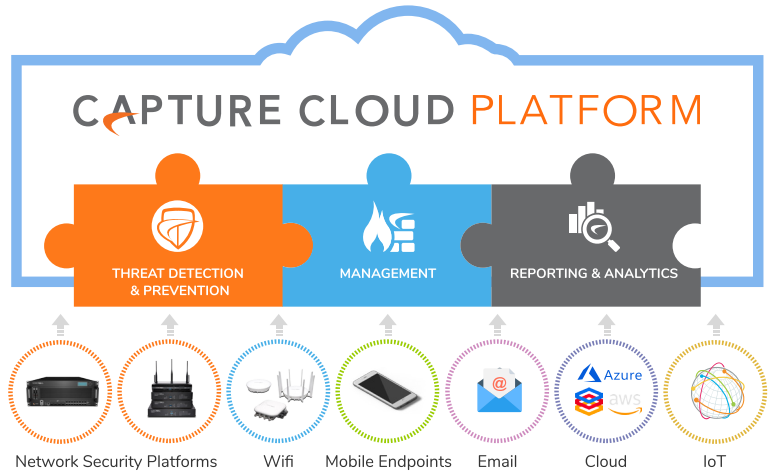 CAPTURE CLOUD PLATFORM
THREAT DETECTION
& PREVENTION
MANAGEMENT
REPORTING & ANALYTICS
@
Azure
aws
Network Security Platforms
Wifi
Mobile Endpoints
Email
Cloud
IoT